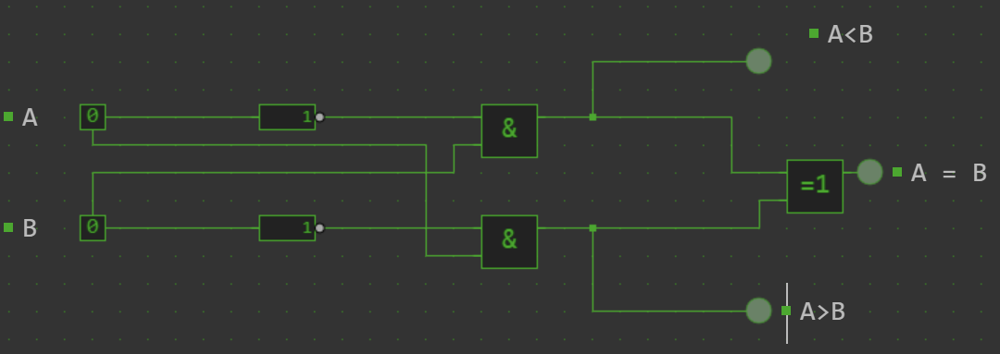 A<B
A 0 1 &
=1 A = B
B 0 1 &
A>B